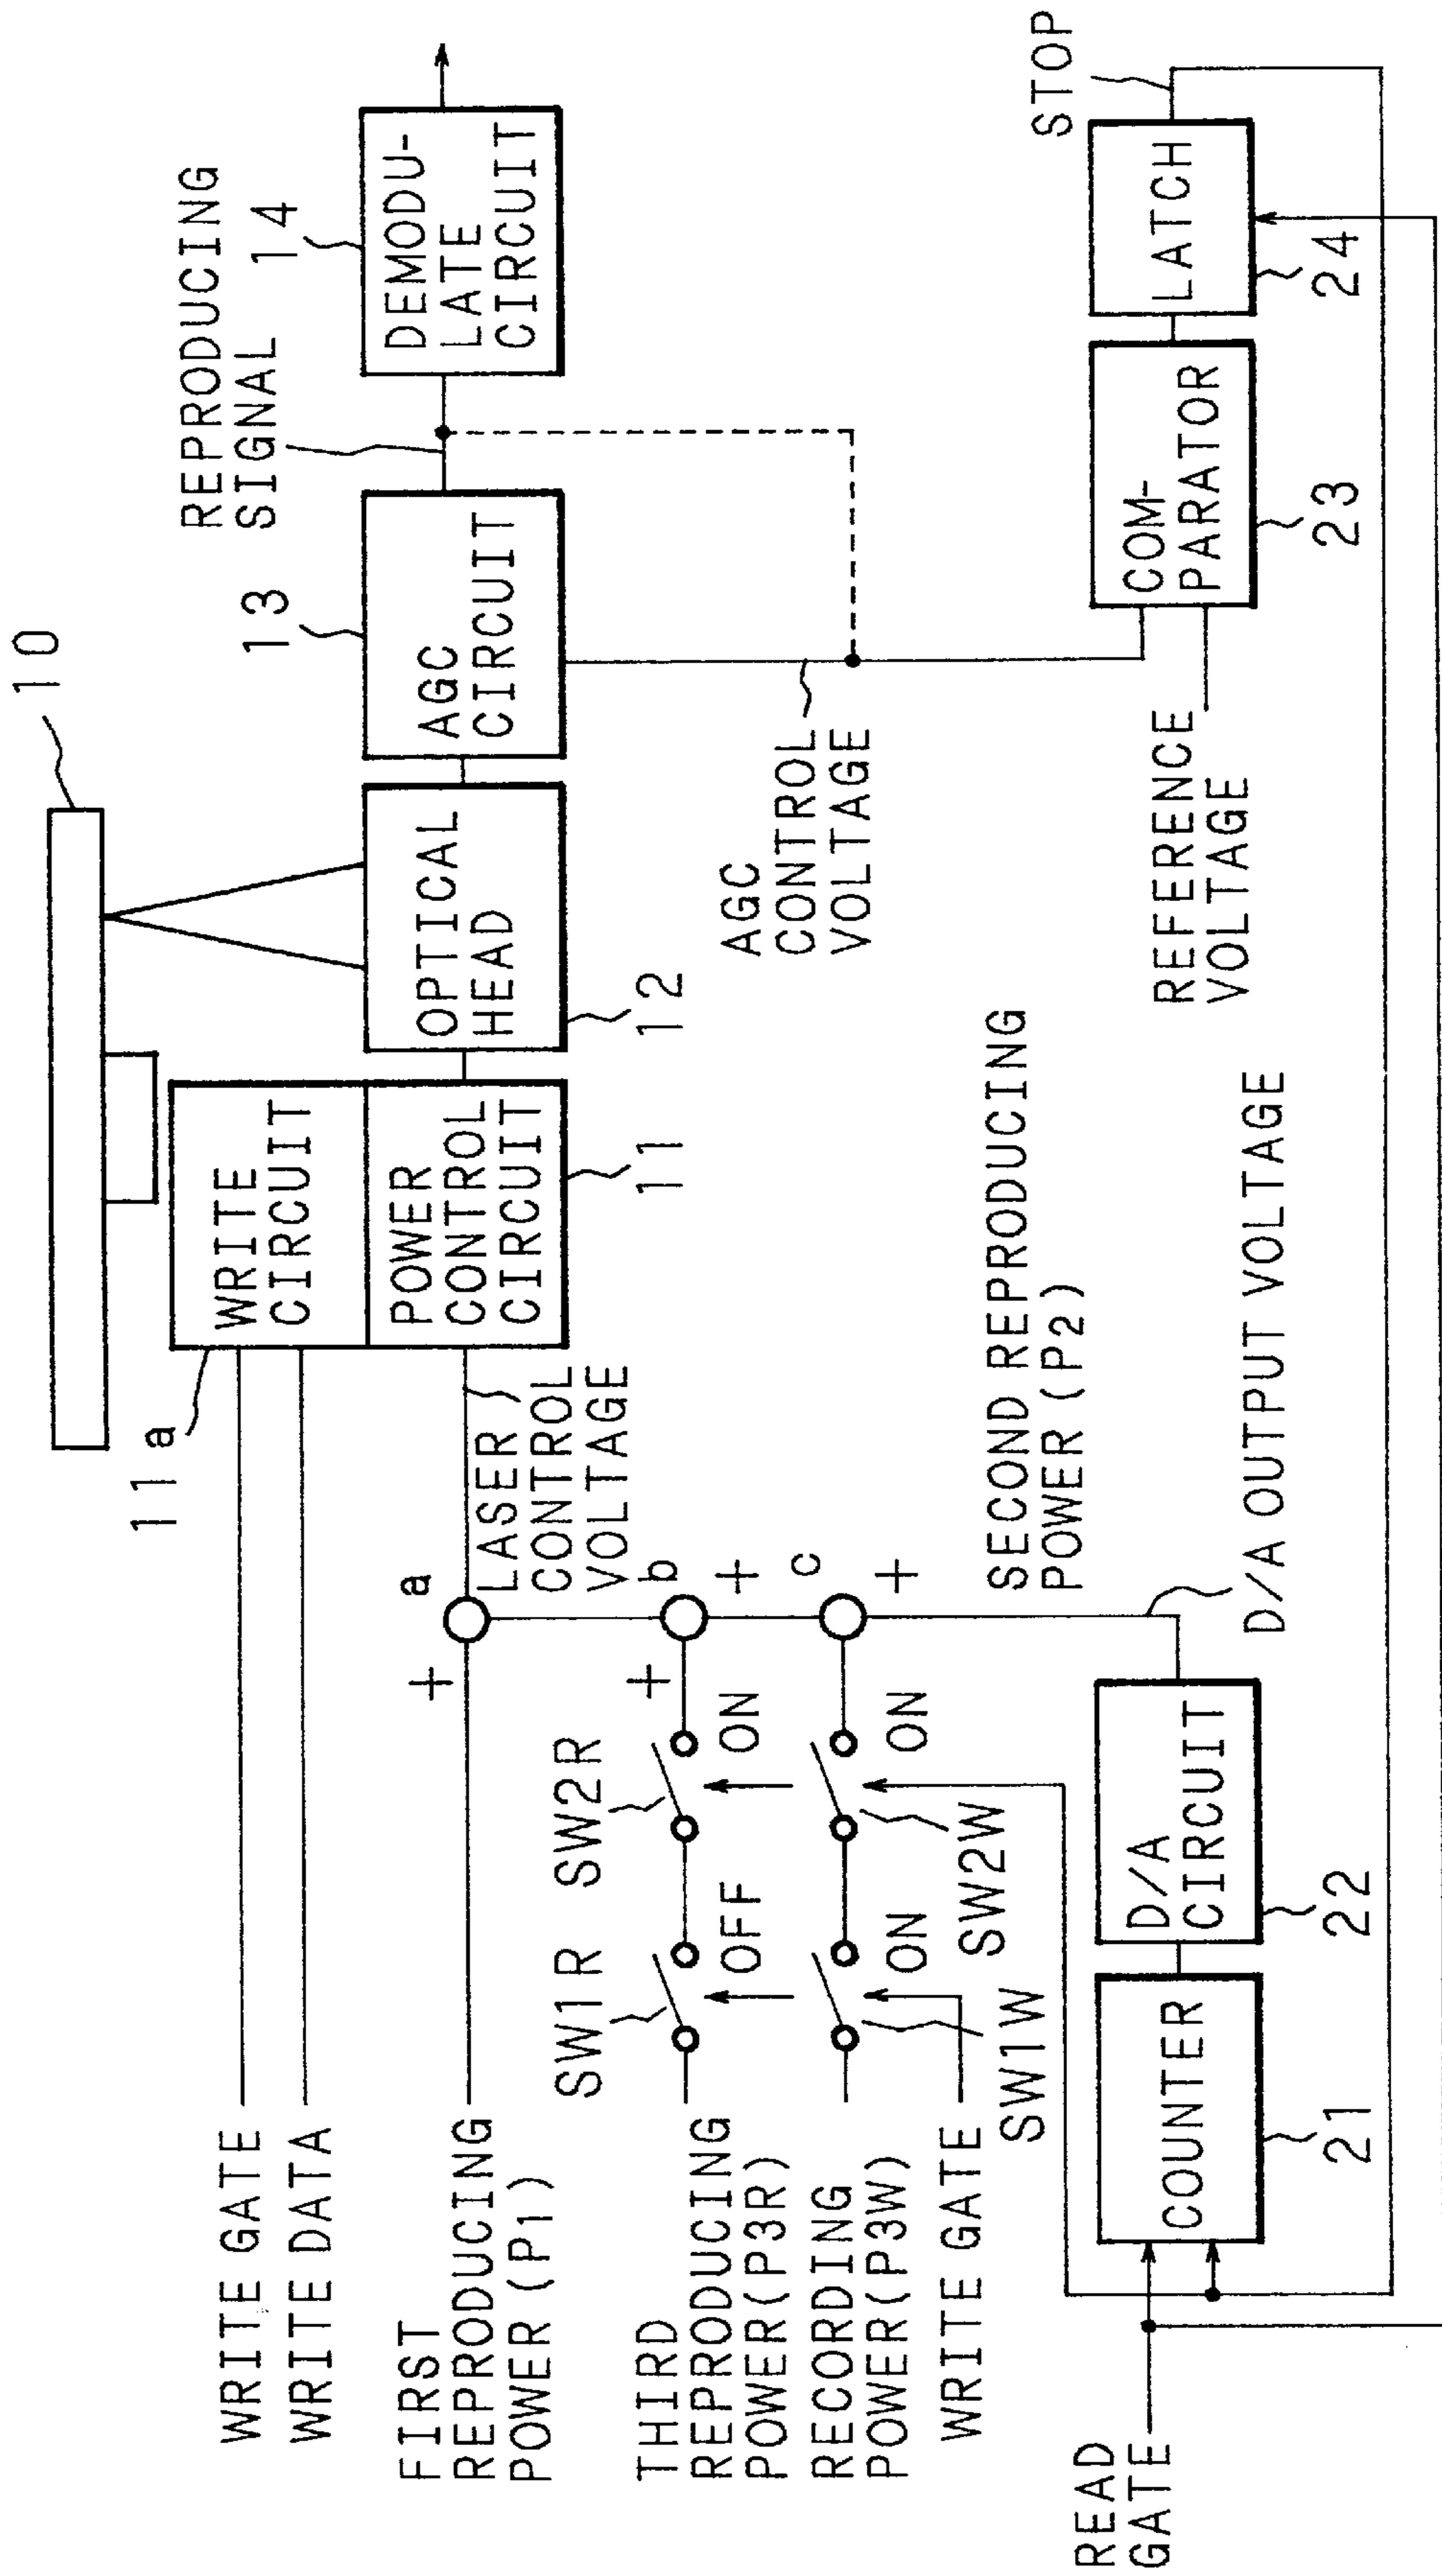 10
REPRODUCING
SIGNAL
14
DEMODU-
LATE
CIRCUIT
13
AGC
CIRCUIT
OPTICAL
HEAD
12
WRITE
CIRCUIT
11a
POWER
CONTROL
CIRCUIT
11
WRITE GATE
WRITE DATA
FIRST
REPRODUCING
POWER (P1)
a
+
LASER
CONTROL
VOLTAGE
AGC
CONTROL
VOLTAGE
THIRD
REPRODUCING
POWER(P3R)
SW1R
OFF
SW2R
ON
+
b
+
RECORDING
POWER(P3W)
ON
ON
c
+
WRITE GATE
SW1W
SW2W
SECOND REPRODUCING
POWER (P2)
D/A OUTPUT VOLTAGE
REFERENCE
VOLTAGE
STOP
READ
GATE
COUNTER
21
D/A
CIRCUIT
22
COM-
PARATOR
23
LATCH
24